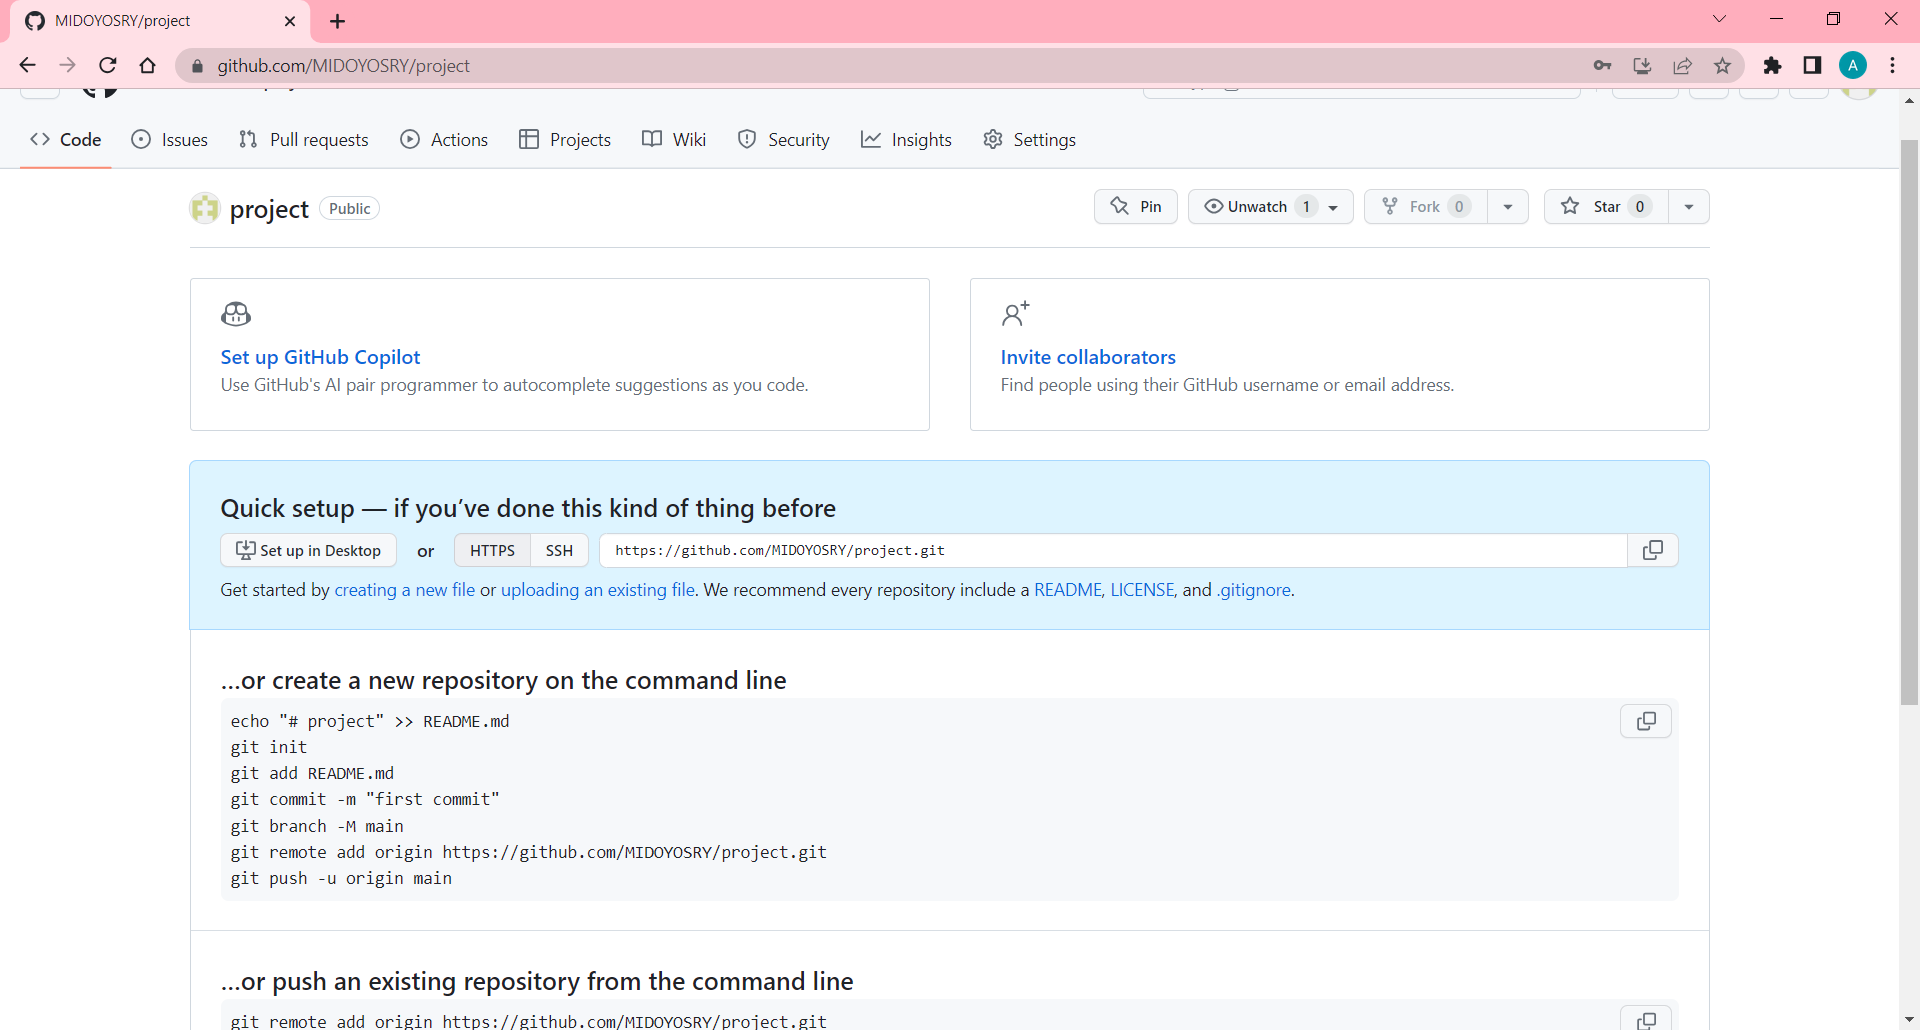 MIDOYOSRY/project
github.com/MIDOYOSRY/project
A
Code Issues Pull requests Actions Projects Wiki Security Insights Settings
project Public Pin Unwatch 1 Fork 0 Star 0
Set up GitHub Copilot
Use GitHub's AI pair programmer to autocomplete suggestions as you code.
Invite collaborators
Find people using their GitHub username or email address.
Quick setup — if you’ve done this kind of thing before
Set up in Desktop or HTTPS SSH https://github.com/MIDOYOSRY/project.git
Get started by creating a new file or uploading an existing file. We recommend every repository include a README, LICENSE, and .gitignore.
…or create a new repository on the command line
echo "# project" >> README.md
git init
git add README.md
git commit -m "first commit"
git branch -M main
git remote add origin https://github.com/MIDOYOSRY/project.git
git push -u origin main
…or push an existing repository from the command line
git remote add origin https://github.com/MIDOYOSRY/project.git